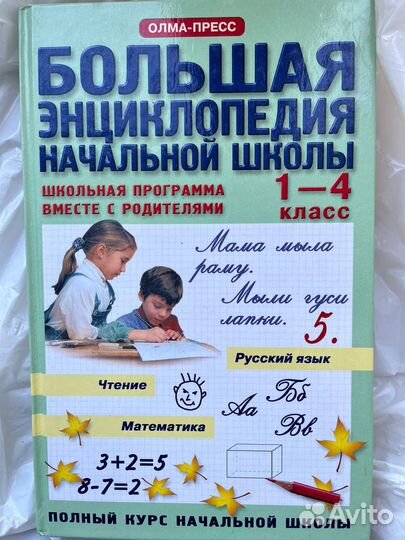 ОЛМА-ПРЕСС
БОЛЬШАЯ
ЭНЦИКЛОПЕДИЯ
НАЧАЛЬНОЙ ШКОЛЫ
ШКОЛЬНАЯ ПРОГРАММА
ВМЕСТЕ С РОДИТЕЛЯМИ
1—4
КЛАСС
Мама мыла
раму.
Мыли гуси
лапки.
5.
Русский язык
Чтение
Аа
Бб
Вв
Математика
3+2=5
8-7=2
ПОЛНЫЙ КУРС НАЧАЛЬНОЙ ШКОЛЫ
Avito